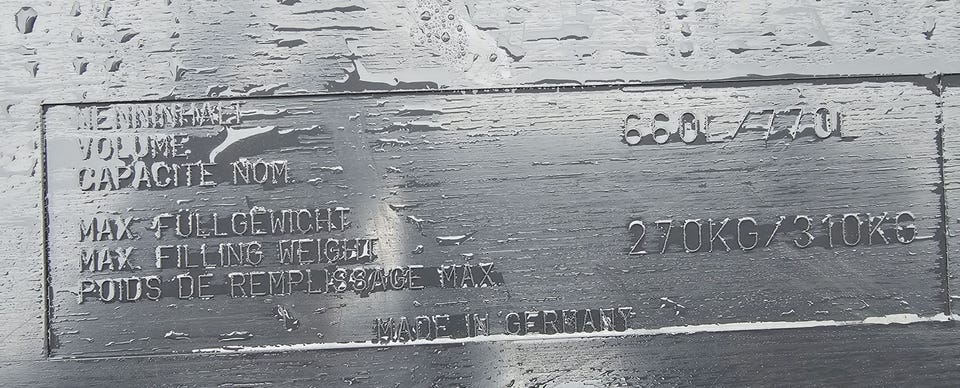 NENNINHALT
VOLUME 660L/770L
CAPACITE NOM.
MAX. FÜLLGEWICHT
MAX. FILLING WEIGHT 270KG/310KG
POIDS DE REMPLISSAGE MAX.
MADE IN GERMANY